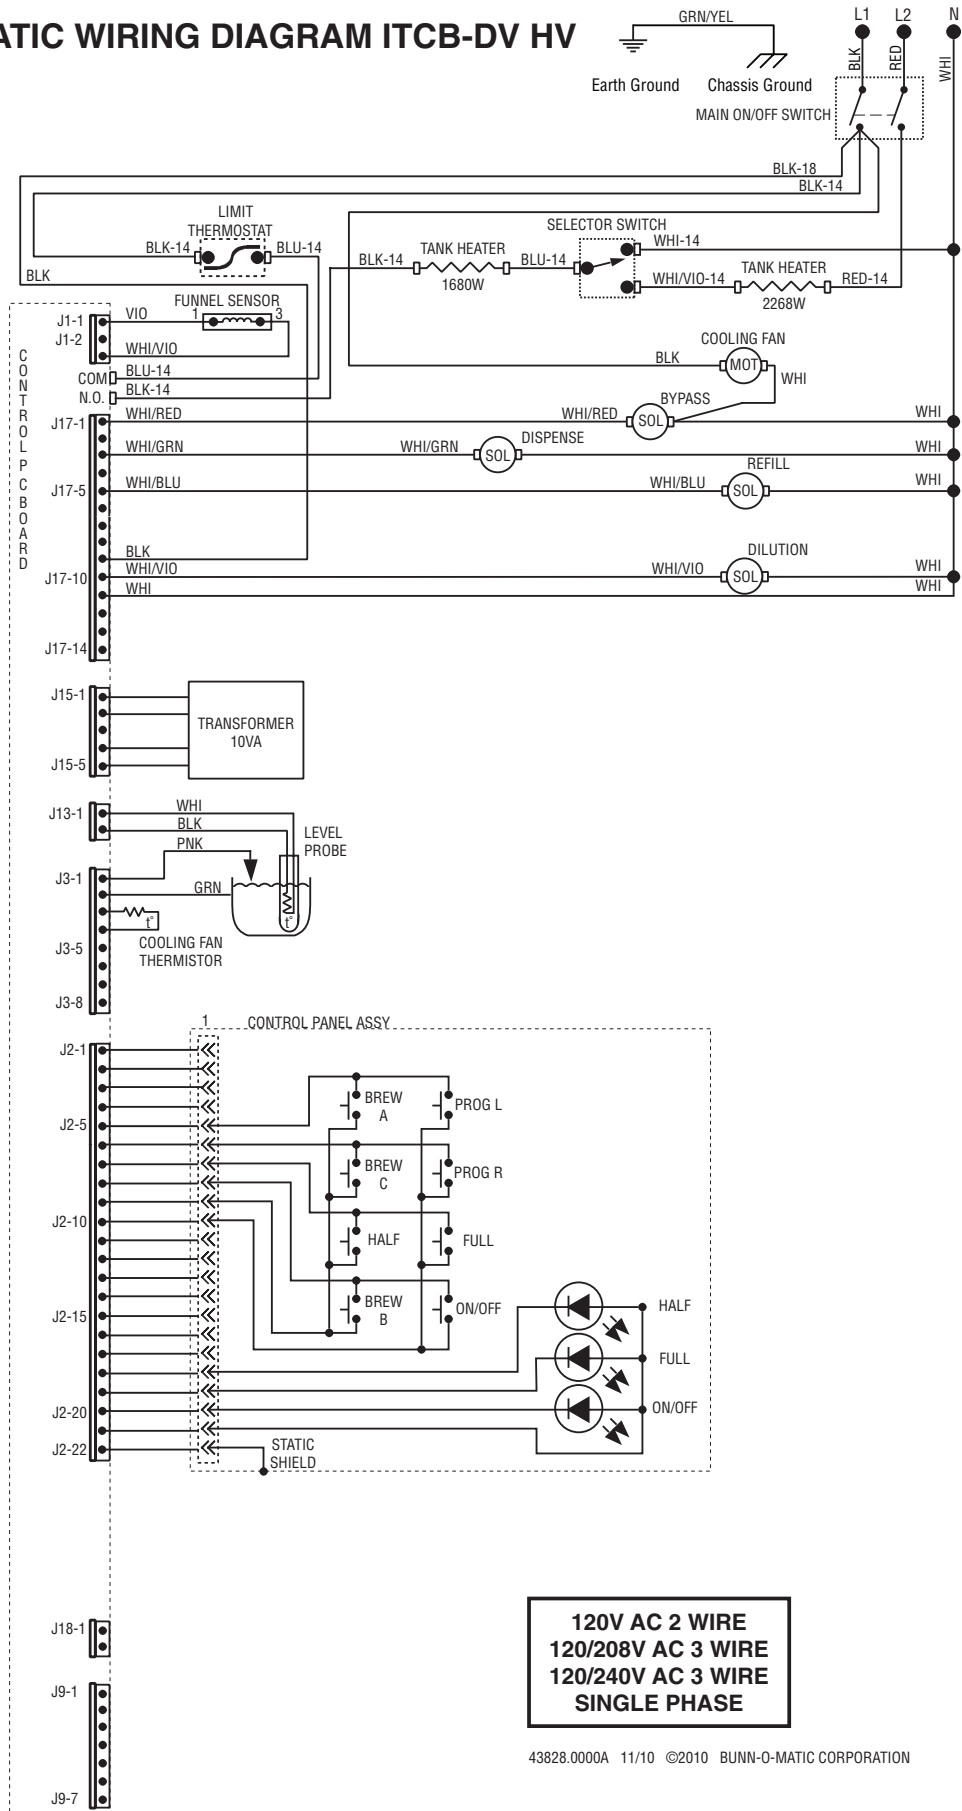 ATIC WIRING DIAGRAM ITCB-DV HV
GRN/YEL
L1
L2
N
BLK
RED
WHI
Earth Ground
Chassis Ground
MAIN ON/OFF SWITCH
BLK-18
BLK-14
LIMIT
THERMOSTAT
BLK-14
BLU-14
BLK
SELECTOR SWITCH
WHI-14
BLK-14
TANK HEATER
1680W
BLU-14
WHI/VIO-14
TANK HEATER
2268W
RED-14
FUNNEL SENSOR
J1-1
VIO
1
3
J1-2
WHI/VIO
CONTROL PC BOARD
COM
BLU-14
N.O.
BLK-14
COOLING FAN
BLK
MOT
WHI
J17-1
WHI/RED
WHI/RED
BYPASS
SOL
WHI
WHI/GRN
WHI/GRN
DISPENSE
SOL
WHI
J17-5
WHI/BLU
WHI/BLU
REFILL
SOL
WHI
BLK
J17-10
WHI/VIO
WHI/VIO
DILUTION
SOL
WHI
WHI
WHI
J17-14
J15-1
TRANSFORMER
10VA
J15-5
J13-1
WHI
BLK
LEVEL
PROBE
PNK
J3-1
GRN
t°
t°
COOLING FAN
THERMISTOR
J3-5
J3-8
1
CONTROL PANEL ASSY
J2-1
J2-5
BREW
A
PROG L
BREW
C
PROG R
J2-10
HALF
FULL
BREW
B
ON/OFF
J2-15
HALF
FULL
J2-20
ON/OFF
J2-22
STATIC
SHIELD
J18-1
J9-1
J9-7
120V AC 2 WIRE
120/208V AC 3 WIRE
120/240V AC 3 WIRE
SINGLE PHASE
43828.0000A 11/10 ©2010 BUNN-O-MATIC CORPORATION